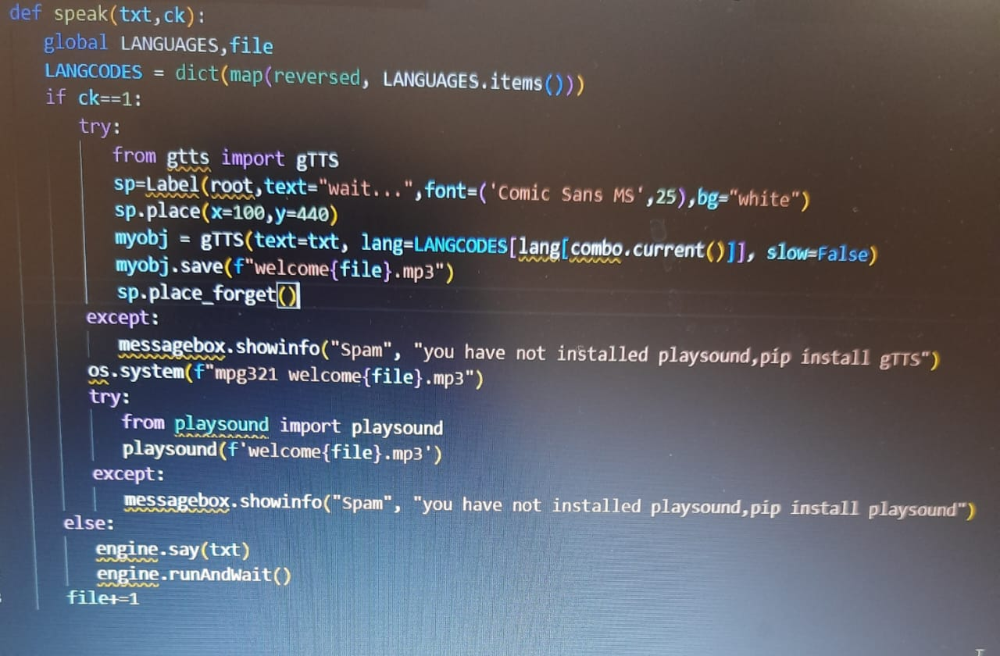 def speak(txt,ck):
    global LANGUAGES,file
    LANGCODES = dict(map(reversed, LANGUAGES.items()))
    if ck==1:
        try:
            from gtts import gTTS
            sp=Label(root,text="wait...",font=('Comic Sans MS',25),bg="white")
            sp.place(x=100,y=440)
            myobj = gTTS(text=txt, lang=LANGCODES[lang[combo.current()]], slow=False)
            myobj.save(f"welcome{file}.mp3")
            sp.place_forget()
        except:
            messagebox.showinfo("Spam", "you have not installed playsound,pip install gTTS")
        os.system(f"mpg321 welcome{file}.mp3")
        try:
            from playsound import playsound
            playsound(f'welcome{file}.mp3')
        except:
            messagebox.showinfo("Spam", "you have not installed playsound,pip install playsound")
    else:
        engine.say(txt)
        engine.runAndWait()
    file+=1